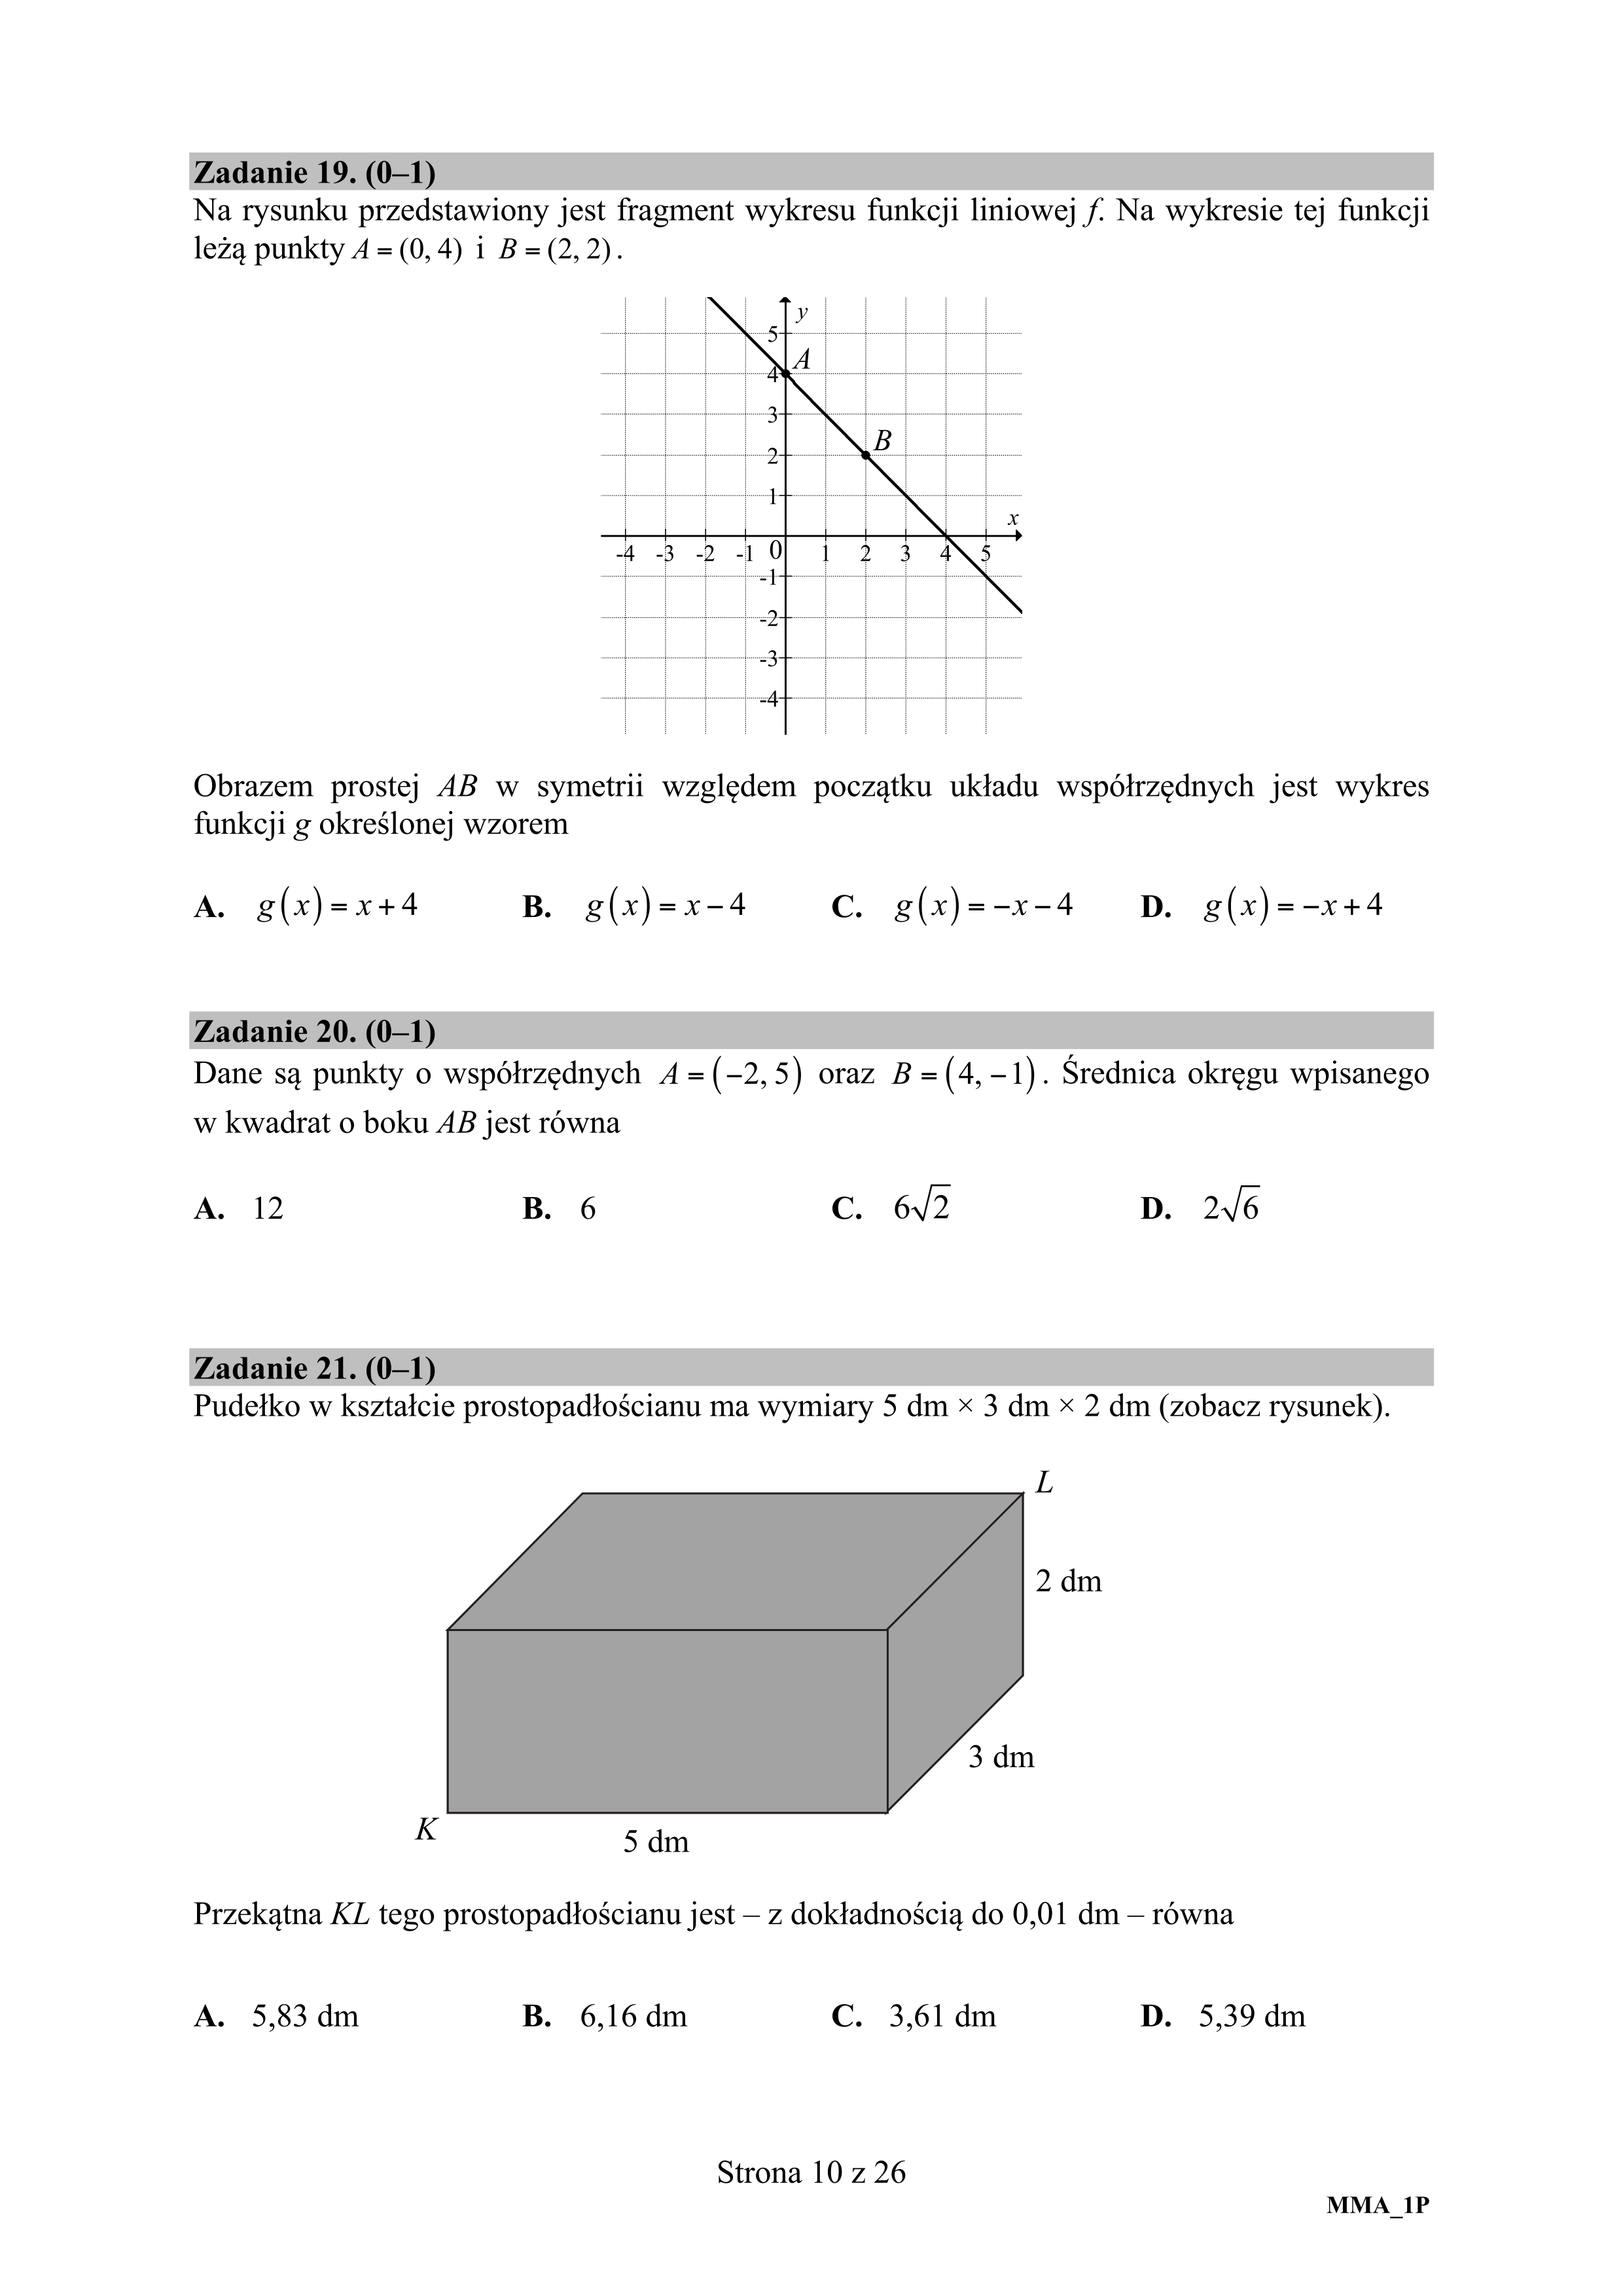 Zadanie 19. (0–1)
Na rysunku przedstawiony jest fragment wykresu funkcji liniowej f. Na wykresie tej funkcji
leżą punkty A = (0, 4) i B = (2, 2).
y
5
A
4
3
B
2
1
x
-4 -3 -2 -1 0 1 2 3 4 5
-1
-2
-3
-4
Obrazem prostej AB w symetrii względem początku układu współrzędnych jest wykres
funkcji g określonej wzorem
A. g(x) = x + 4 B. g(x) = x − 4 C. g(x) = −x − 4 D. g(x) = −x + 4
Zadanie 20. (0–1)
Dane są punkty o współrzędnych A = (−2, 5) oraz B = (4, −1). Średnica okręgu wpisanego
w kwadrat o boku AB jest równa
A. 12 B. 6 C. 6√2 D. 2√6
Zadanie 21. (0–1)
Pudełko w kształcie prostopadłościanu ma wymiary 5 dm × 3 dm × 2 dm (zobacz rysunek).
L
2 dm
3 dm
K
5 dm
Przekątna KL tego prostopadłościanu jest – z dokładnością do 0,01 dm – równa
A. 5,83 dm B. 6,16 dm C. 3,61 dm D. 5,39 dm
Strona 10 z 26
MMA_1P